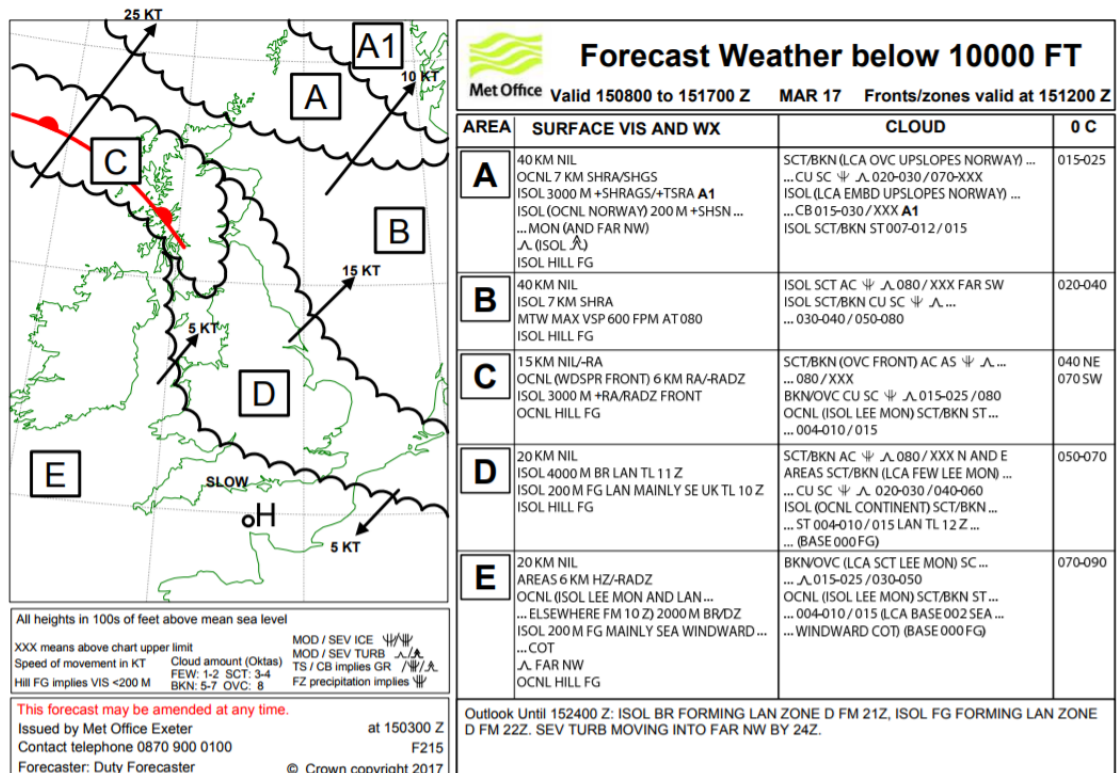 25 KT
A1
10 KT
A
C
B
15 KT
5 KT
D
E
SLOW
H
5 KT
All heights in 100s of feet above mean sea level
XXX means above chart upper limit
Speed of movement in KT
Hill FG implies VIS <200 M
Cloud amount (Oktas)
FEW: 1-2 SCT: 3-4
BKN: 5-7 OVC: 8
MOD / SEV ICE
MOD / SEV TURB
TS / CB implies GR
FZ precipitation implies
This forecast may be amended at any time.
Issued by Met Office Exeter at 150300 Z
Contact telephone 0870 900 0100 F215
Forecaster: Duty Forecaster © Crown copyright 2017
Met Office
Forecast Weather below 10000 FT
Valid 150800 to 151700 Z MAR 17 Fronts/zones valid at 151200 Z
AREA SURFACE VIS AND WX CLOUD 0 C
A
40 KM NIL
OCNL 7 KM SHRA/SHGS
ISOL 3000 M +SHRAGS/+TSRA A1
ISOL (OCNL NORWAY) 200 M +SHSN ...
...MON (AND FAR NW)
(ISOL )
ISOL HILL FG
SCT/BKN (LCA OVC UPSLOPES NORWAY) ...
...CU SC 020-030/070-XXX
ISOL (LCA EMBD UPSLOPES NORWAY) ...
...CB 015-030/XXX A1
ISOL SCT/BKN ST 007-012/015
015-025
B
40 KM NIL
ISOL 7 KM SHRA
MTW MAX VSP 600 FPM AT 080
ISOL HILL FG
ISOL SCT AC 080/XXX FAR SW
ISOL SCT/BKN CU SC ...
... 030-040/050-080
020-040
C
15 KM NIL/-RA
OCNL (WDSPR FRONT) 6 KM RA/-RADZ
ISOL 3000 M +RA/RADZ FRONT
OCNL HILL FG
SCT/BKN (OVC FRONT) AC AS ...
... 080/XXX
BKN/OVC CU SC 015-025/080
OCNL (ISOL LEE MON) SCT/BKN ST...
... 004-010/015
040 NE
070 SW
D
20 KM NIL
ISOL 4000 M BR LAN TL 11 Z
ISOL 200 M FG LAN MAINLY SE UK TL 10 Z
ISOL HILL FG
SCT/BKN AC 080/XXX N AND E
AREAS SCT/BKN (LCA FEW LEE MON) ...
... CU SC 020-030/040-060
ISOL (OCNL CONTINENT) SCT/BKN ...
... ST 004-010/015 LAN TL 12 Z ...
... (BASE 000 FG)
050-070
E
20 KM NIL
AREAS 6 KM HZ/-RADZ
OCNL (ISOL LEE MON AND LAN ...
... ELSEWHERE FM 10 Z) 2000 M BR/DZ
ISOL 200 M FG MAINLY SEA WINDWARD ...
...COT
FAR NW
OCNL HILL FG
BKN/OVC (LCA SCT LEE MON) SC ...
... 015-025/030-050
OCNL (ISOL LEE MON) SCT/BKN ST...
... 004-010/015 (LCA BASE 002 SEA ...
... WINDWARD COT) (BASE 000 FG)
070-090
Outlook Until 152400 Z: ISOL BR FORMING LAN ZONE D FM 21Z, ISOL FG FORMING LAN ZONE
D FM 22Z. SEV TURB MOVING INTO FAR NW BY 24Z.